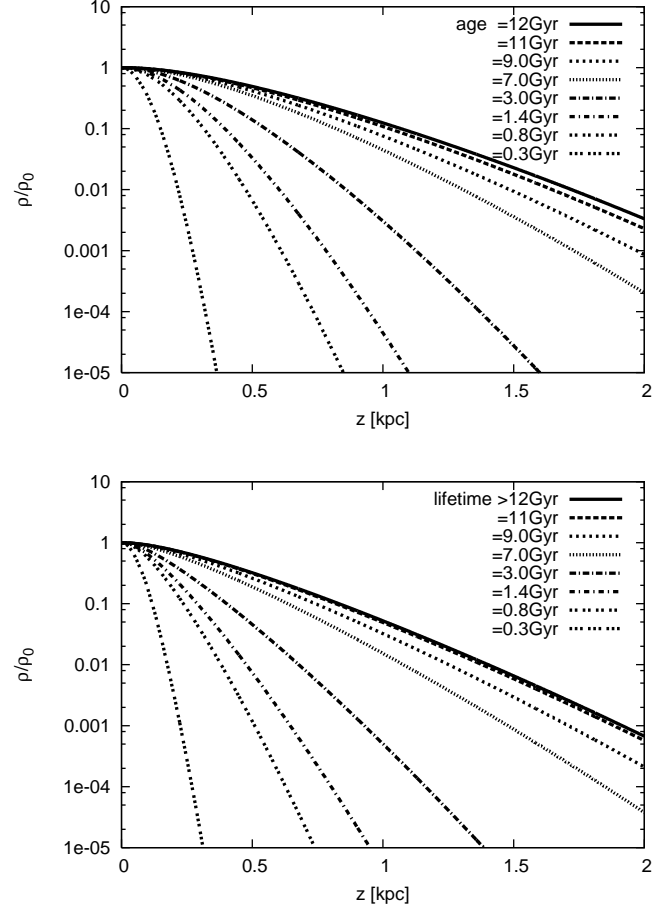 10
1
0.1
0.01
0.001
1e-04
1e-05
ρ/ρ0
age =12Gyr
=11Gyr
=9.0Gyr
=7.0Gyr
=3.0Gyr
=1.4Gyr
=0.8Gyr
=0.3Gyr
0 0.5 1 1.5 2
z [kpc]
10
1
0.1
0.01
0.001
1e-04
1e-05
ρ/ρ0
lifetime >12Gyr
=11Gyr
=9.0Gyr
=7.0Gyr
=3.0Gyr
=1.4Gyr
=0.8Gyr
=0.3Gyr
0 0.5 1 1.5 2
z [kpc]